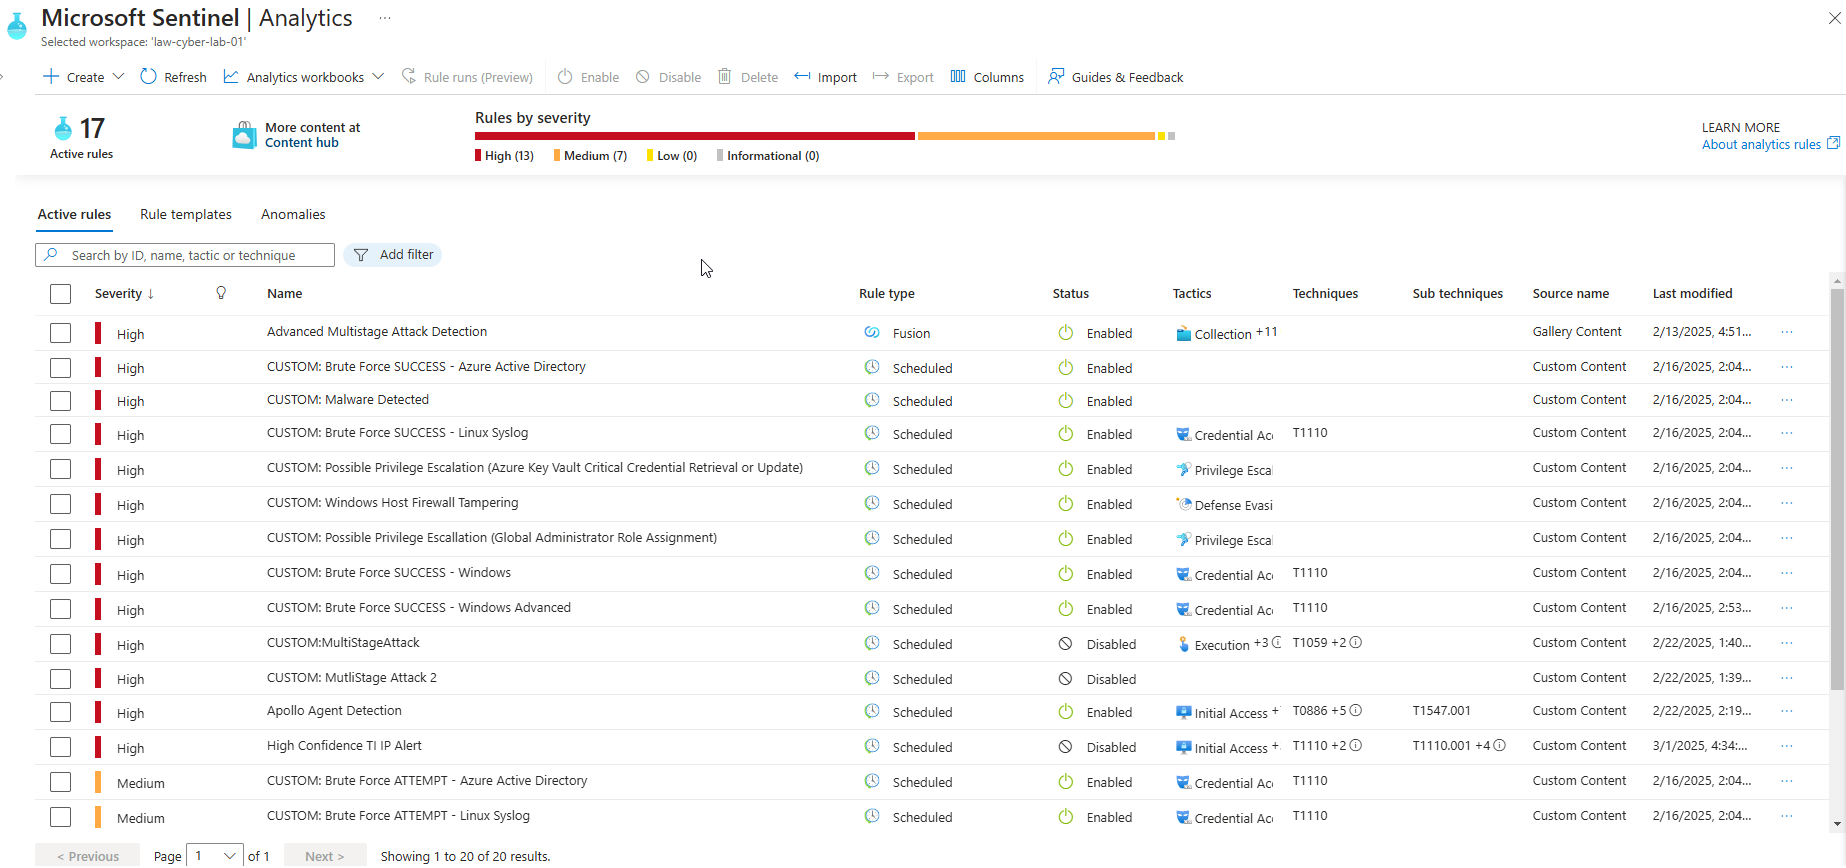 Microsoft Sentinel | Analytics ...
Selected workspace: 'law-cyber-lab-01'
Create Refresh Analytics workbooks Rule runs (Preview) Enable Disable Delete Import Export Columns Guides & Feedback
17
Active rules
More content at
Content hub
Rules by severity
High (13) Medium (7) Low (0) Informational (0)
LEARN MORE
About analytics rules
Active rules Rule templates Anomalies
Search by ID, name, tactic or technique Add filter
Severity ↓ Name Rule type Status Tactics Techniques Sub techniques Source name Last modified
High Advanced Multistage Attack Detection Fusion Enabled Collection +11 Gallery Content 2/13/2025, 4:51... ...
High CUSTOM: Brute Force SUCCESS - Azure Active Directory Scheduled Enabled Custom Content 2/16/2025, 2:04... ...
High CUSTOM: Malware Detected Scheduled Enabled Custom Content 2/16/2025, 2:04... ...
High CUSTOM: Brute Force SUCCESS - Linux Syslog Scheduled Enabled Credential Ac T1110 Custom Content 2/16/2025, 2:04... ...
High CUSTOM: Possible Privilege Escalation (Azure Key Vault Critical Credential Retrieval or Update) Scheduled Enabled Privilege Escal Custom Content 2/16/2025, 2:04... ...
High CUSTOM: Windows Host Firewall Tampering Scheduled Enabled Defense Evasi Custom Content 2/16/2025, 2:04... ...
High CUSTOM: Possible Privilege Escallation (Global Administrator Role Assignment) Scheduled Enabled Privilege Escal Custom Content 2/16/2025, 2:04... ...
High CUSTOM: Brute Force SUCCESS - Windows Scheduled Enabled Credential Ac T1110 Custom Content 2/16/2025, 2:04... ...
High CUSTOM: Brute Force SUCCESS - Windows Advanced Scheduled Enabled Credential Ac T1110 Custom Content 2/16/2025, 2:53... ...
High CUSTOM:MultiStageAttack Scheduled Disabled Execution +3 T1059 +2 Custom Content 2/22/2025, 1:40... ...
High CUSTOM: MutliStage Attack 2 Scheduled Disabled Custom Content 2/22/2025, 1:39... ...
High Apollo Agent Detection Scheduled Enabled Initial Access + T0886 +5 T1547.001 Custom Content 2/22/2025, 2:19... ...
High High Confidence TI IP Alert Scheduled Disabled Initial Access + T1110 +2 T1110.001 +4 Custom Content 3/1/2025, 4:34:... ...
Medium CUSTOM: Brute Force ATTEMPT - Azure Active Directory Scheduled Enabled Credential Ac T1110 Custom Content 2/16/2025, 2:04... ...
Medium CUSTOM: Brute Force ATTEMPT - Linux Syslog Scheduled Enabled Credential Ac T1110 Custom Content 2/16/2025, 2:04... ...
< Previous Page 1 of 1 Next > Showing 1 to 20 of 20 results.